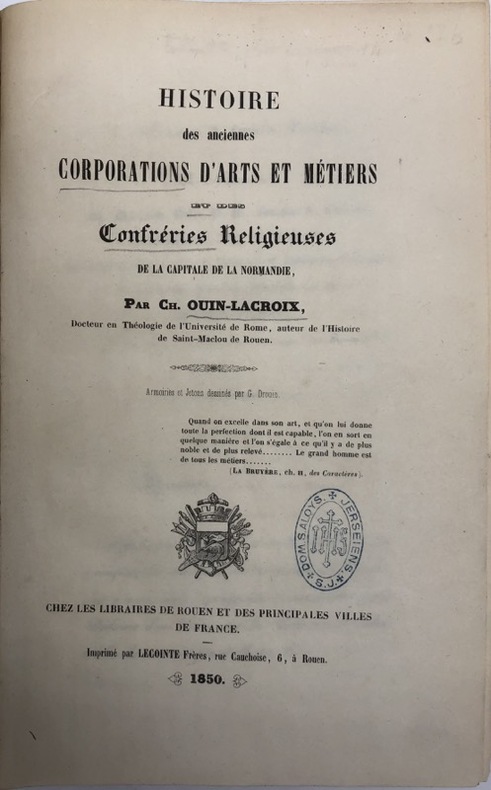 HISTOIRE
des anciennes
CORPORATIONS D'ARTS ET MÉTIERS
ET DES
Confréries Religieuses
DE LA CAPITALE DE LA NORMANDIE,
PAR CH. OUIN-LACROIX,
Docteur en Théologie de l'Université de Rome, auteur de l'Histoire
de Saint-Maclou de Rouen.
Armoiries et Jetons dessinés par G. Drouin.
Quand on excelle dans son art, et qu'on lui donne
toute la perfection dont il est capable, l'on en sort en
quelque manière et l'on s'égale à ce qu'il y a de plus
noble et de plus relevé........ Le grand homme est
de tous les métiers.......
(LA BRUYÈRE, ch. II, des Caractères).
DOM. S. ALOYS. JERSEIENS. S.J.
IHS
CHEZ LES LIBRAIRES DE ROUEN ET DES PRINCIPALES VILLES
DE FRANCE.
Imprimé par LECOINTE Frères, rue Cauchoise, 6, à Rouen.
1850.